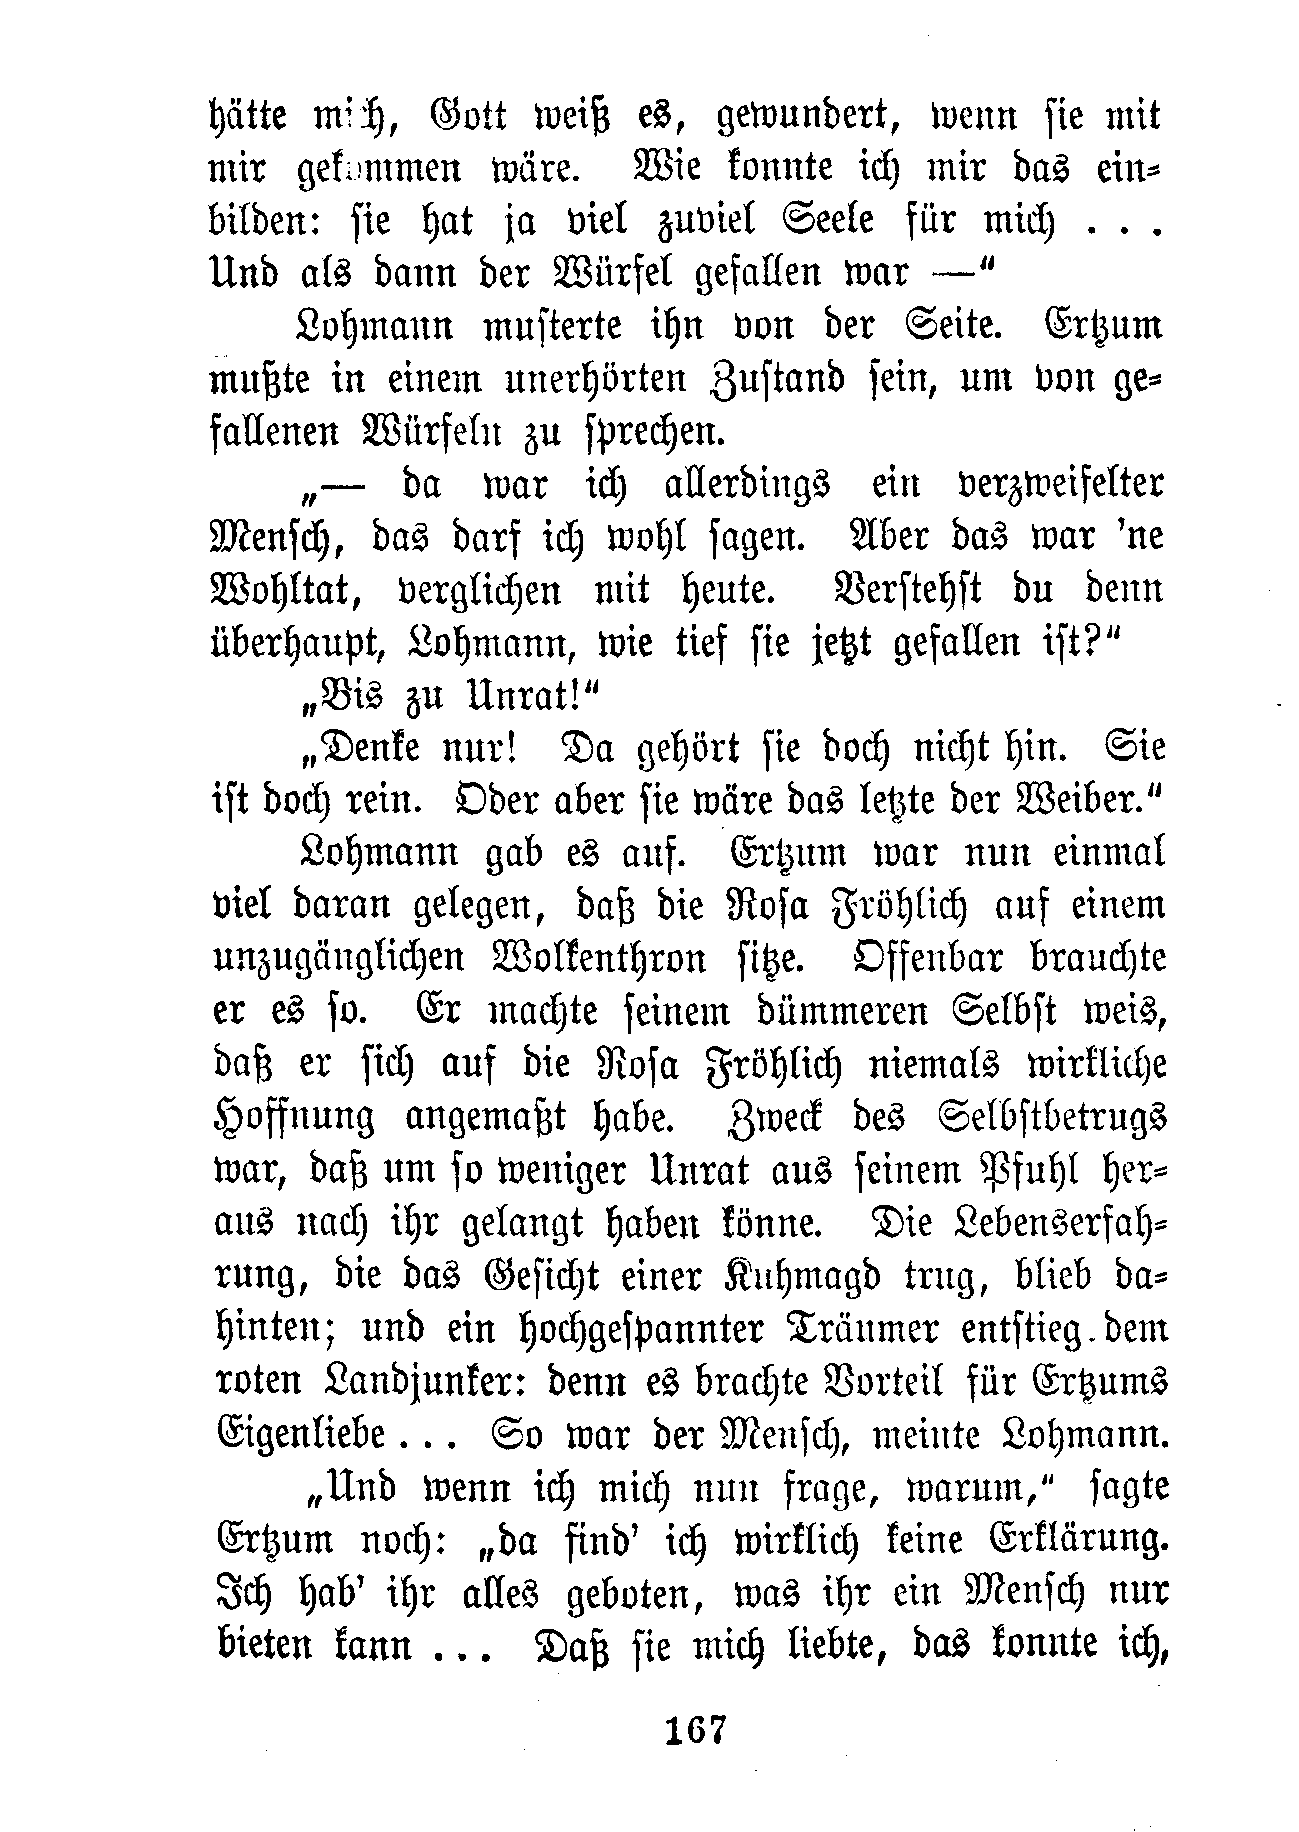 hätte mich, Gott weiß es, gewundert, wenn sie mit
mir gekommen wäre. Wie konnte ich mir das ein-
bilden: sie hat ja viel zuviel Seele für mich . . .
Und als dann der Würfel gefallen war —“
Lohmann musterte ihn von der Seite. Ertzum
mußte in einem unerhörten Zustand sein, um von ge-
fallenen Würfeln zu sprechen.
„— da war ich allerdings ein verzweifelter
Mensch, das darf ich wohl sagen. Aber das war 'ne
Wohltat, verglichen mit heute. Verstehst du denn
überhaupt, Lohmann, wie tief sie jetzt gefallen ist?“
„Bis zu Unrat!“
„Denke nur! Da gehört sie doch nicht hin. Sie
ist doch rein. Oder aber sie wäre das letzte der Weiber.“
Lohmann gab es auf. Ertzum war nun einmal
viel daran gelegen, daß die Rosa Fröhlich auf einem
unzugänglichen Wolkenthron sitze. Offenbar brauchte
er es so. Er machte seinem dümmeren Selbst weis,
daß er sich auf die Rosa Fröhlich niemals wirkliche
Hoffnung angemaßt habe. Zweck des Selbstbetrugs
war, daß um so weniger Unrat aus seinem Pfuhl her-
aus nach ihr gelangt haben könne. Die Lebenserfah-
rung, die das Gesicht einer Kuhmagd trug, blieb da-
hinten; und ein hochgespannter Träumer entstieg dem
roten Landjunker: denn es brachte Vorteil für Ertzums
Eigenliebe . . . So war der Mensch, meinte Lohmann.
„Und wenn ich mich nun frage, warum,“ sagte
Ertzum noch: „da find' ich wirklich keine Erklärung.
Ich hab' ihr alles geboten, was ihr ein Mensch nur
bieten kann . . . Daß sie mich liebte, das konnte ich,
167